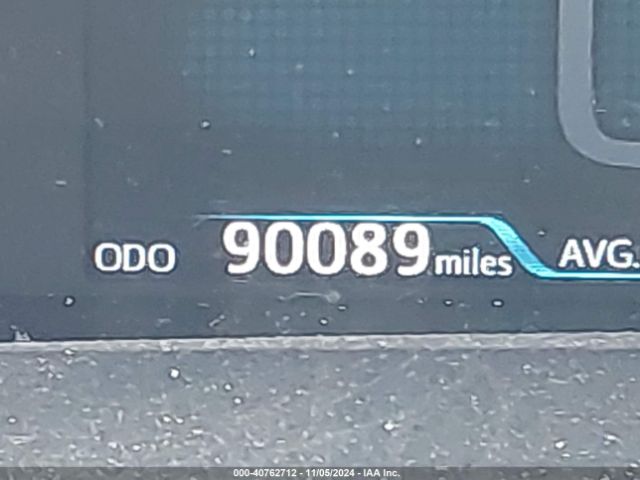 ODO 90089 miles AVG.
000-40762712 - 11/05/2024 - IAA Inc.